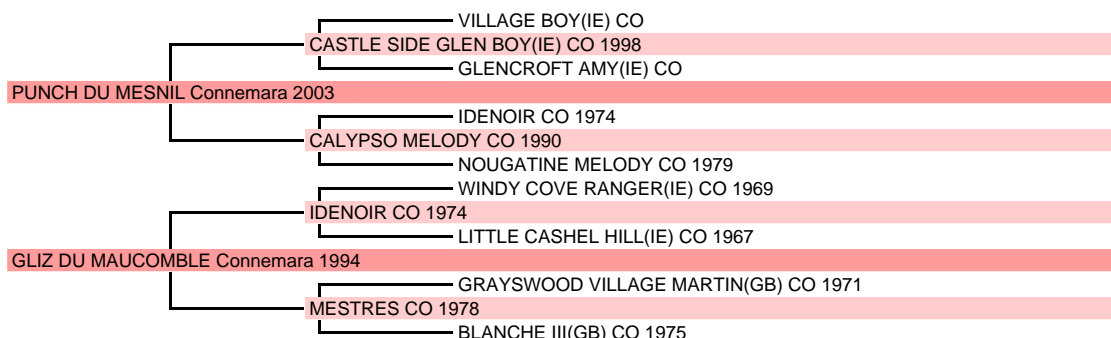 VILLAGE BOY(IE) CO
CASTLE SIDE GLEN BOY(IE) CO 1998
GLENCROFT AMY(IE) CO
PUNCH DU MESNIL Connemara 2003
IDENOIR CO 1974
CALYPSO MELODY CO 1990
NOUGATINE MELODY CO 1979
WINDY COVE RANGER(IE) CO 1969
IDENOIR CO 1974
LITTLE CASHEL HILL(IE) CO 1967
GLIZ DU MAUCOMBLE Connemara 1994
GRAYSWOOD VILLAGE MARTIN(GB) CO 1971
MESTRES CO 1978
BLANCHE III(GB) CO 1975